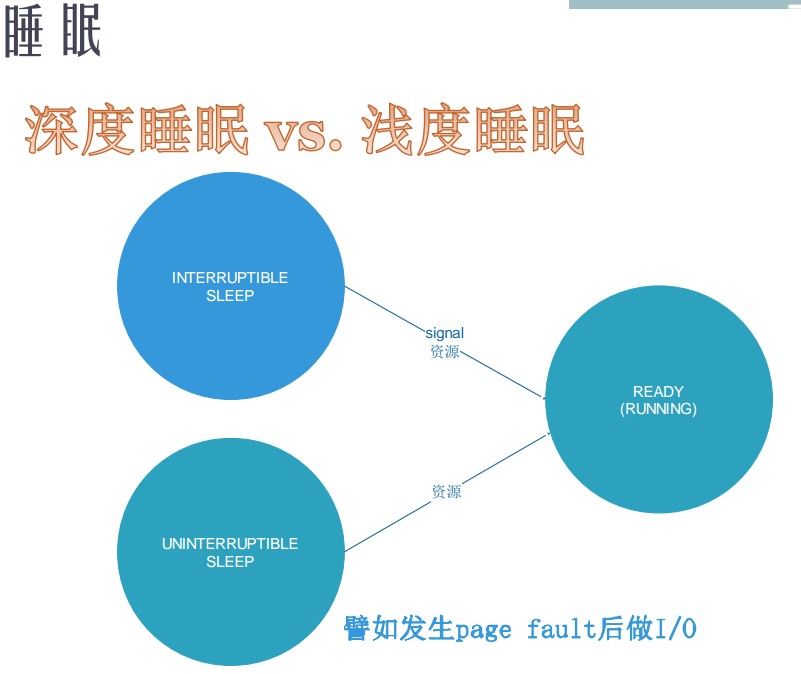 睡眠
深度睡眠 vs. 浅度睡眠
INTERRUPTIBLE
SLEEP
signal
资源
READY
(RUNNING)
资源
UNINTERRUPTIBLE
SLEEP
譬如发生page fault后做I/O